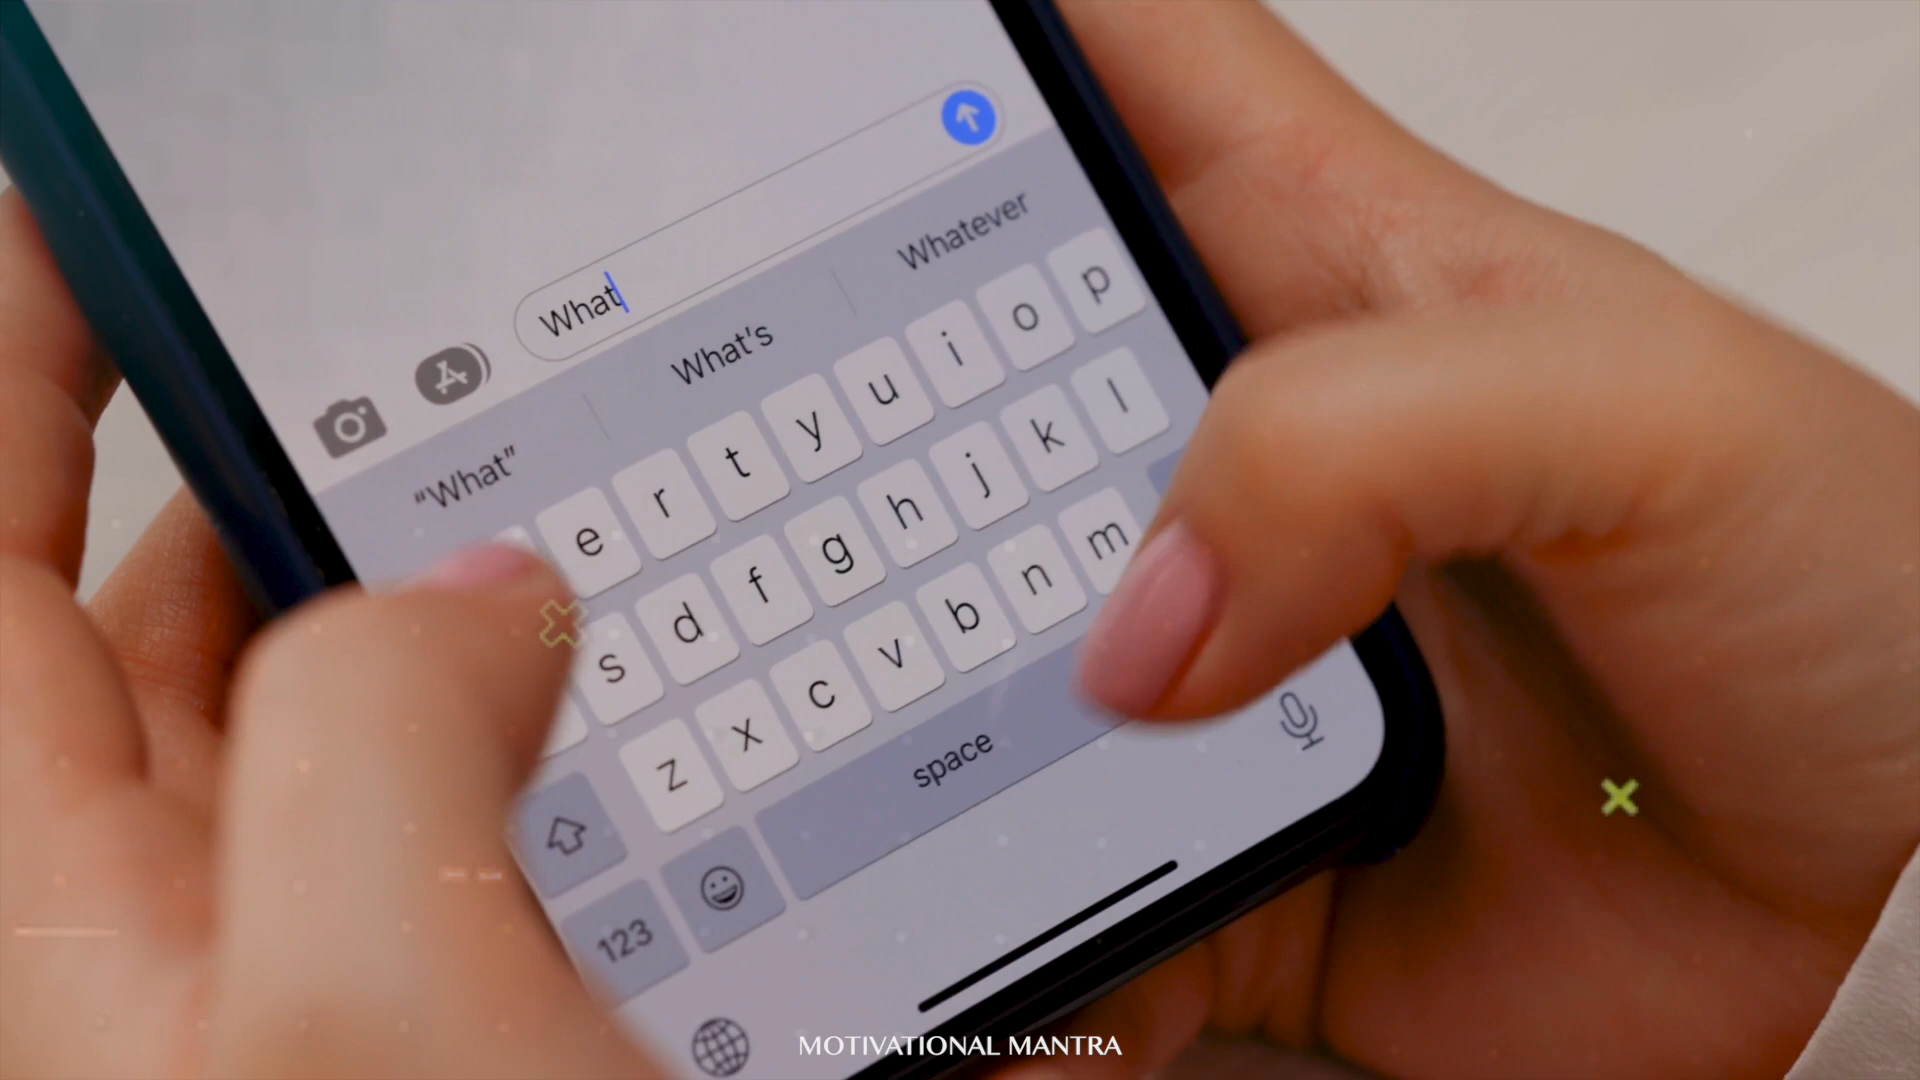 What
“What” What's Whatever
e r t y u i o p
s d f g h j k l
z x c v b n m
123 space
MOTIVATIONAL MANTRA